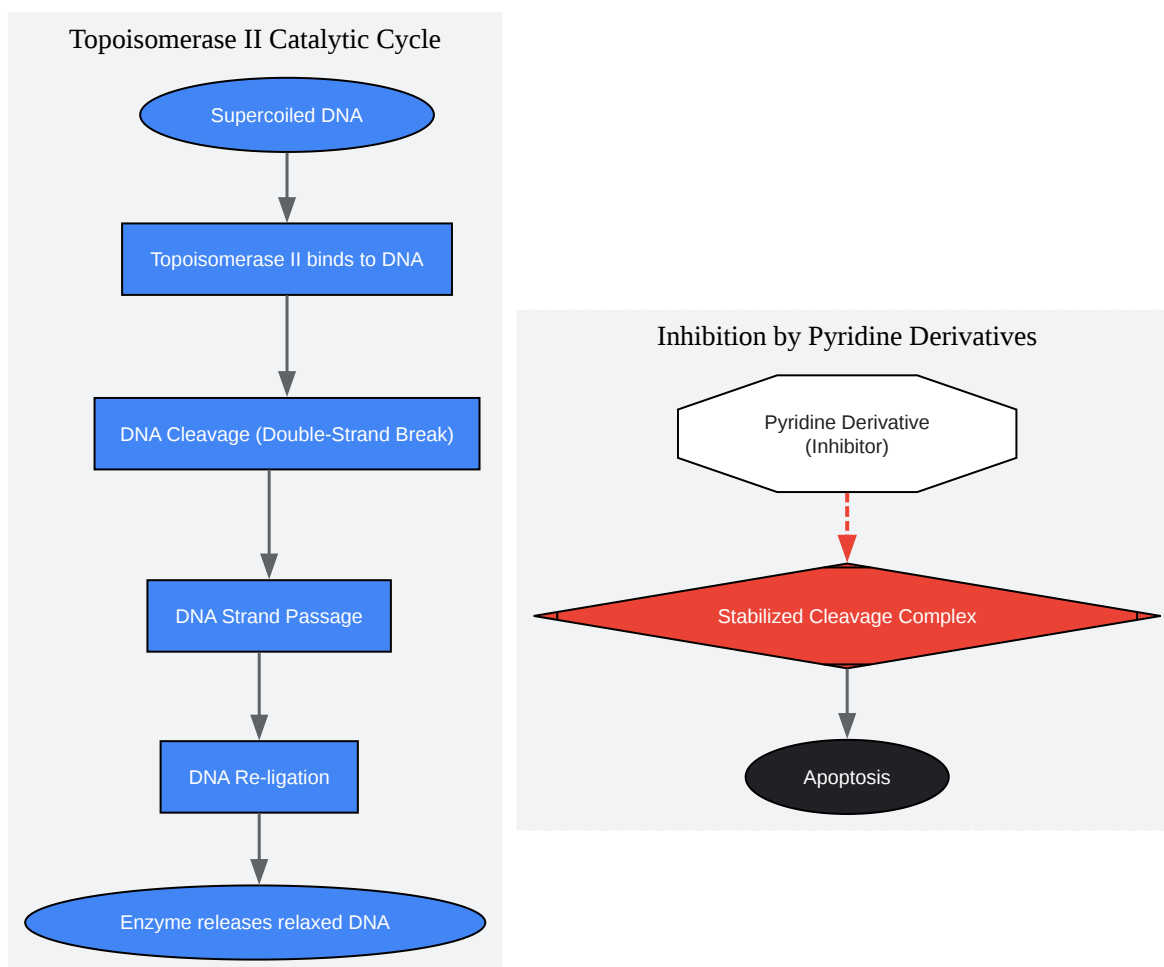 Topoisomerase II Catalytic Cycle
Supercoiled DNA
Topoisomerase II binds to DNA
DNA Cleavage (Double-Strand Break)
DNA Strand Passage
DNA Re-ligation
Enzyme releases relaxed DNA
Inhibition by Pyridine Derivatives
Pyridine Derivative
(Inhibitor)
Stabilized Cleavage Complex
Apoptosis